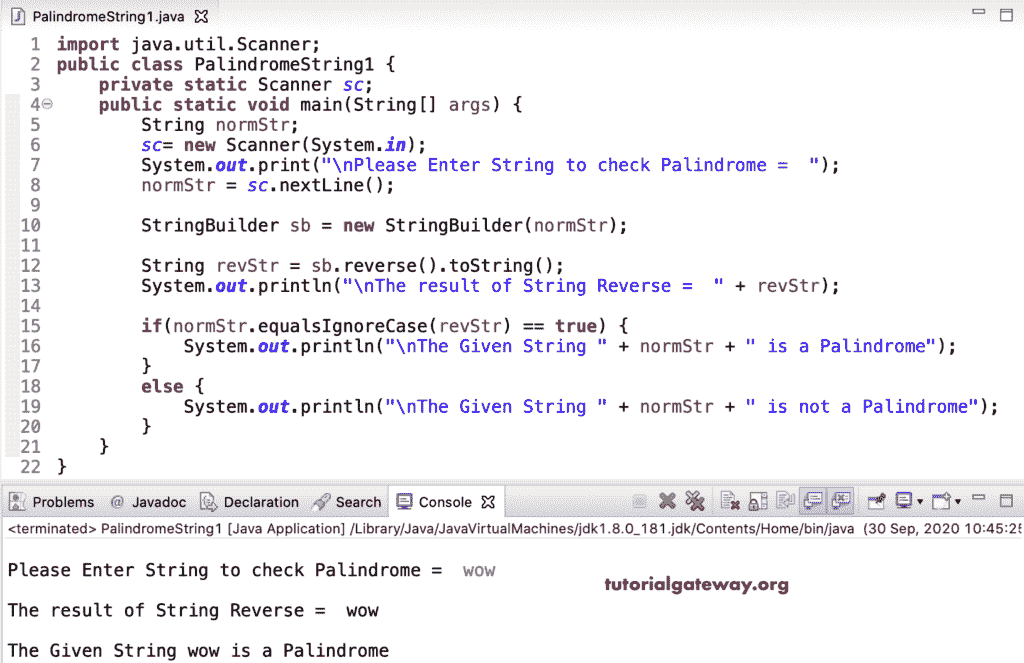 PalindromeString1.java
1 import java.util.Scanner;
2 public class PalindromeString1 {
3     private static Scanner sc;
4     public static void main(String[] args) {
5         String normStr;
6         sc= new Scanner(System.in);
7         System.out.print("\nPlease Enter String to check Palindrome =  ");
8         normStr = sc.nextLine();
9
10         StringBuilder sb = new StringBuilder(normStr);
11
12         String revStr = sb.reverse().toString();
13         System.out.println("\nThe result of String Reverse =  " + revStr);
14
15         if(normStr.equalsIgnoreCase(revStr) == true) {
16             System.out.println("\nThe Given String " + normStr + " is a Palindrome");
17         }
18         else {
19             System.out.println("\nThe Given String " + normStr + " is not a Palindrome");
20         }
21     }
22 }
Problems @ Javadoc Declaration Search Console
<terminated> PalindromeString1 [Java Application] /Library/Java/JavaVirtualMachines/jdk1.8.0_181.jdk/Contents/Home/bin/java (30 Sep, 2020 10:45:25
Please Enter String to check Palindrome =  wow
tutorialgateway.org
The result of String Reverse =  wow
The Given String wow is a Palindrome